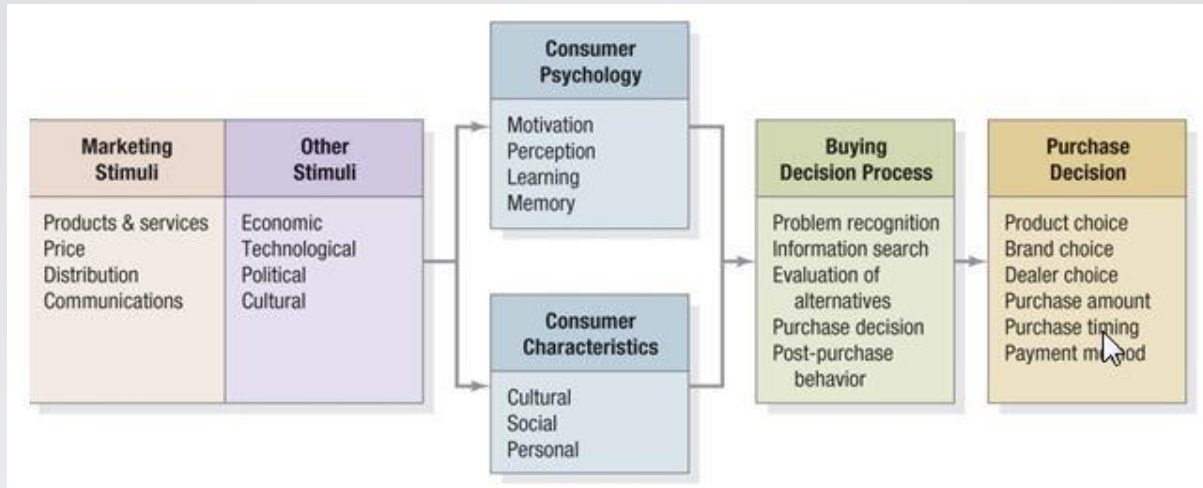 Marketing
Stimuli
Products & services
Price
Distribution
Communications
Other
Stimuli
Economic
Technological
Political
Cultural
Consumer
Psychology
Motivation
Perception
Learning
Memory
Consumer
Characteristics
Cultural
Social
Personal
Buying
Decision Process
Problem recognition
Information search
Evaluation of
alternatives
Purchase decision
Post-purchase
behavior
Purchase
Decision
Product choice
Brand choice
Dealer choice
Purchase amount
Purchase timing
Payment method